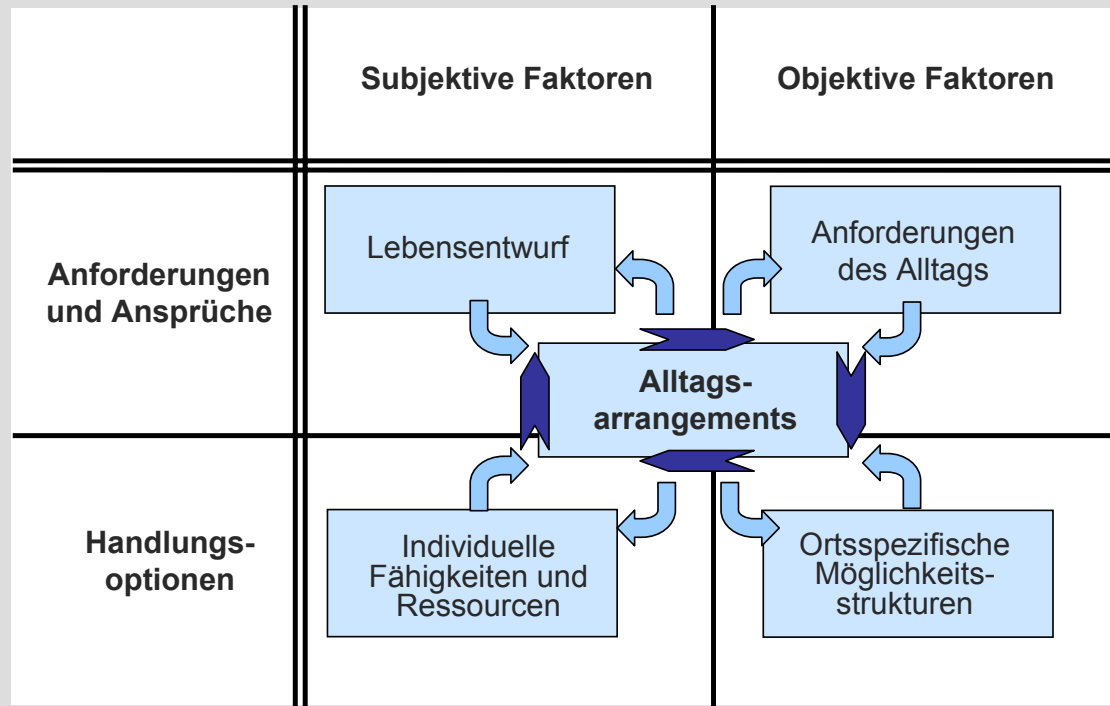 Subjektive Faktoren
Objektive Faktoren
Anforderungen
und Ansprüche
Lebensentwurf
Anforderungen
des Alltags
Alltags-
arrangements
Handlungs-
optionen
Individuelle
Fähigkeiten und
Ressourcen
Ortsspezifische
Möglichkeits-
strukturen